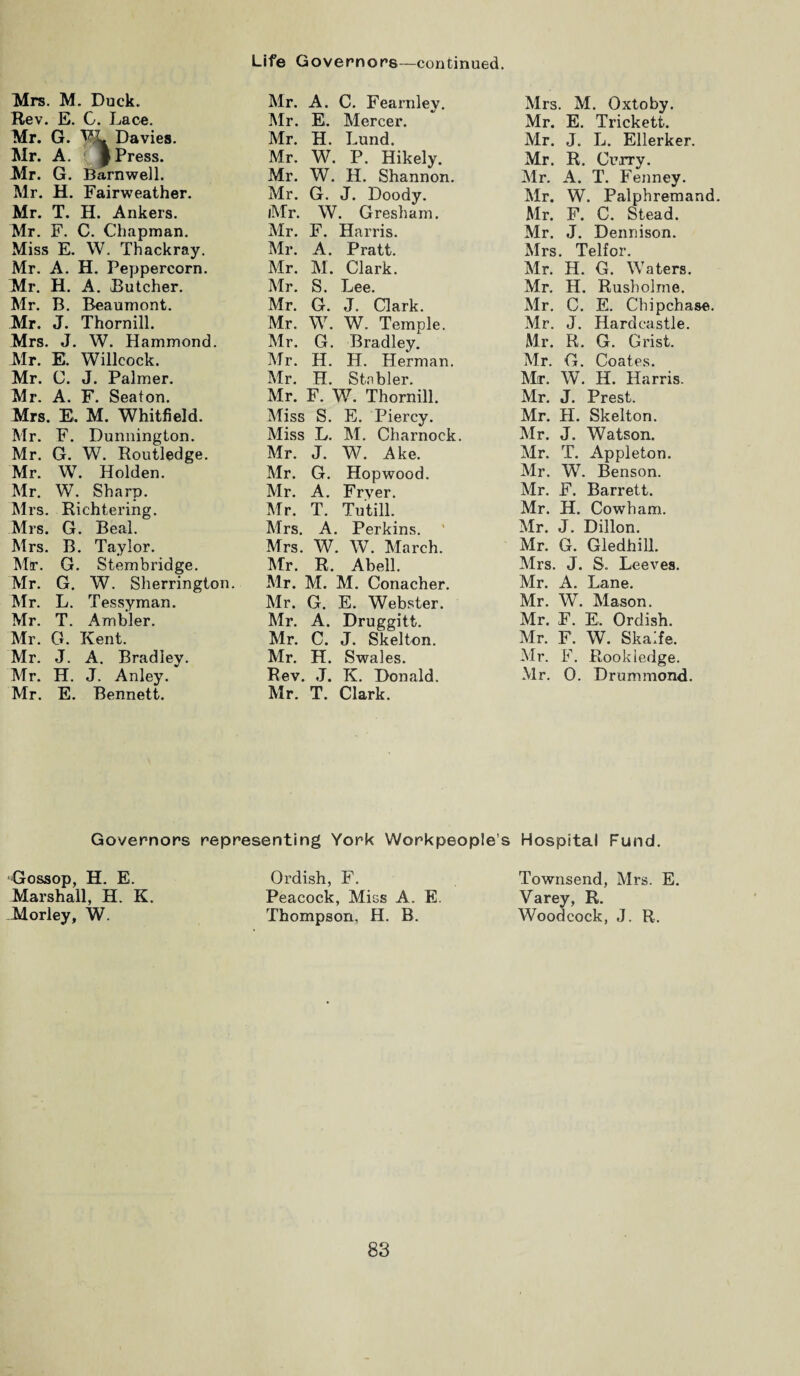 Life Governors—continued.
Mrs. M. Duck.
Rev. E. C. Lace.
Mr. G. W. Davies.
Mr. A. Press.
Mr. G. Barnwell.
Mr. H. Fairweather.
Mr. T. H. Ankers.
Mr. F. C. Chapman.
Miss E. W. Thackray.
Mr. A. H. Peppercorn.
Mr. H. A. Butcher.
Mr. B. Beaumont.
Mr. J. Thornill.
Mrs. J. W. Hammond.
Mr. E. Willcock.
Mr. C. J. Palmer.
Mr. A. F. Seaton.
Mrs. E. M. Whitfield.
Mr. F. Dunnington.
Mr. G. W. Routledge.
Mr. W. Holden.
Mr. W. Sharp.
Mrs. Richtering.
Mrs. G. Beal.
Mrs. B. Taylor.
Mr. G. Stembridge.
Mr. G. W. Sherrington.
Mr. L. Tessyman.
Mr. T. Ambler.
Mr. G. Kent.
Mr. J. A. Bradley.
Mr. H. J. Anley.
Mr. E. Bennett.
Mr. A. C. Fearnley.
Mr. E. Mercer.
Mr. H. Lund.
Mr. W. P. Hikely.
Mr. W. H. Shannon.
Mr. G. J. Doody.
Mr. W. Gresham.
Mr. F. Harris.
Mr. A. Pratt.
Mr. M. Clark.
Mr. S. Lee.
Mr. G. J. Clark.
Mr. W. W. Temple.
Mr. G. Bradley.
Mr. H. H. Herman.
Mr. H. Stabler.
Mr. F. W. Thornill.
Miss S. E. Piercy.
Miss L. M. Charnock.
Mr. J. W. Ake.
Mr. G. Hopwood.
Mr. A. Fryer.
Mr. T. Tutill.
Mrs. A. Perkins.
Mrs. W. W. March.
Mr. R. Abell.
Mr. M. M. Conacher.
Mr. G. E. Webster.
Mr. A. Druggitt.
Mr. C. J. Skelton.
Mr. H. Swales.
Rev. J. K. Donald.
Mr. T. Clark.
Mrs. M. Oxtoby.
Mr. E. Trickett.
Mr. J. L. Ellerker.
Mr. R. Curry.
Mr. A. T. Fenney.
Mr. W. Palphremand.
Mr. F. C. Stead.
Mr. J. Dennison.
Mrs. Telfor.
Mr. H. G. Waters.
Mr. H. Rusholme.
Mr. C. E. Chipchase.
Mr. J. Hardcastle.
Mr. R. G. Grist.
Mr. G. Coates.
Mr. W. H. Harris.
Mr. J. Prest.
Mr. H. Skelton.
Mr. J. Watson.
Mr. T. Appleton.
Mr. W. Benson.
Mr. F. Barrett.
Mr. H. Cowham.
Mr. J. Dillon.
Mr. G. Gledhill.
Mrs. J. S. Leeves.
Mr. A. Lane.
Mr. W. Mason.
Mr. F. E. Ordish.
Mr. F. W. Skalfe.
Mr. F. Rookledge.
Mr. O. Drummond.
Governors representing York Workpeople's Hospital Fund.
Gossop, H. E.
Marshall, H. K.
Morley, W.
Ordish, F.
Peacock, Miss A. E.
Thompson, H. B.
Townsend, Mrs. E.
Varey, R.
Woodcock, J. R.
83